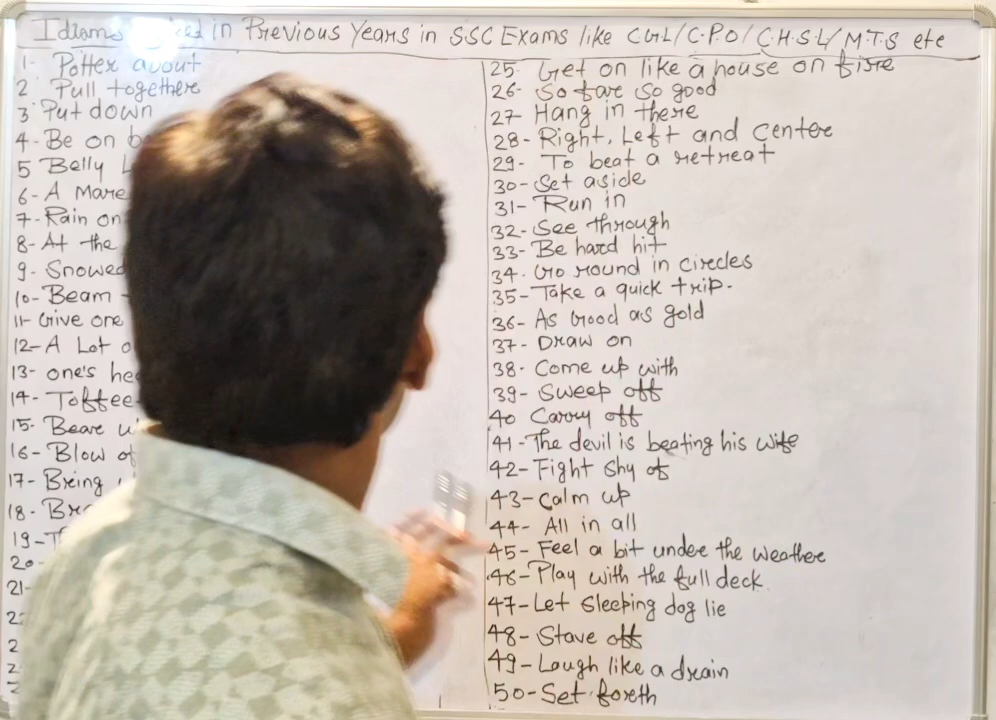 Idioms in Previous Years in SSC Exams like CGL/C.P.O/C.H.S.L/M.T.S etc
1- Potter about
2 Pull together
3 Put down
4- Be on
5 Belly
6- A Mare
7- Rain on
8- At the
9- Snowed
10- Beam
11- Give one
12- A Lot
13- one's
14- Toffee
15- Bear
16- Blow of
17- Bring
18-
19-
20-
21-
25- Get on like a house on fire
26- So far so good
27- Hang in there
28- Right, Left and center
29- To beat a retreat
30- Set aside
31- Run in
32- See through
33- Be hard hit
34. Go round in circles
35- Take a quick trip.
36- As Good as gold
37- Draw on
38- Come up with
39- Sweep off
40 Carry off
41- The devil is beating his wife
42- Fight shy of
43- Calm up
44- All in all
45- Feel a bit under the weather
46- Play with the full deck
47- Let sleeping dog lie
48- Stave off
49- Laugh like a drain
50- Set forth